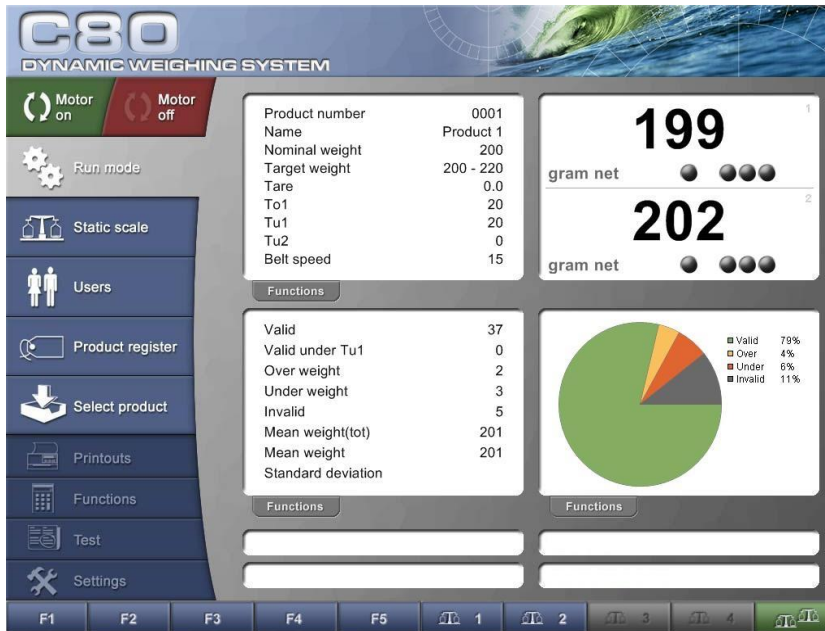 C80
DYNAMIC WEIGHING SYSTEM
Motor on
Motor off
Run mode
Static scale
Users
Product register
Select product
Printouts
Functions
Test
Settings
Product number 0001
Name Product 1
Nominal weight 200
Target weight 200 - 220
Tare 0.0
To1 20
Tu1 20
Tu2 0
Belt speed 15
Functions
1
199
gram net
2
202
gram net
Valid 37
Valid under Tu1 0
Over weight 2
Under weight 3
Invalid 5
Mean weight(tot) 201
Mean weight 201
Standard deviation
Functions
Valid 79%
Over 4%
Under 6%
Invalid 11%
Functions
F1 F2 F3 F4 F5 1 2 3 4